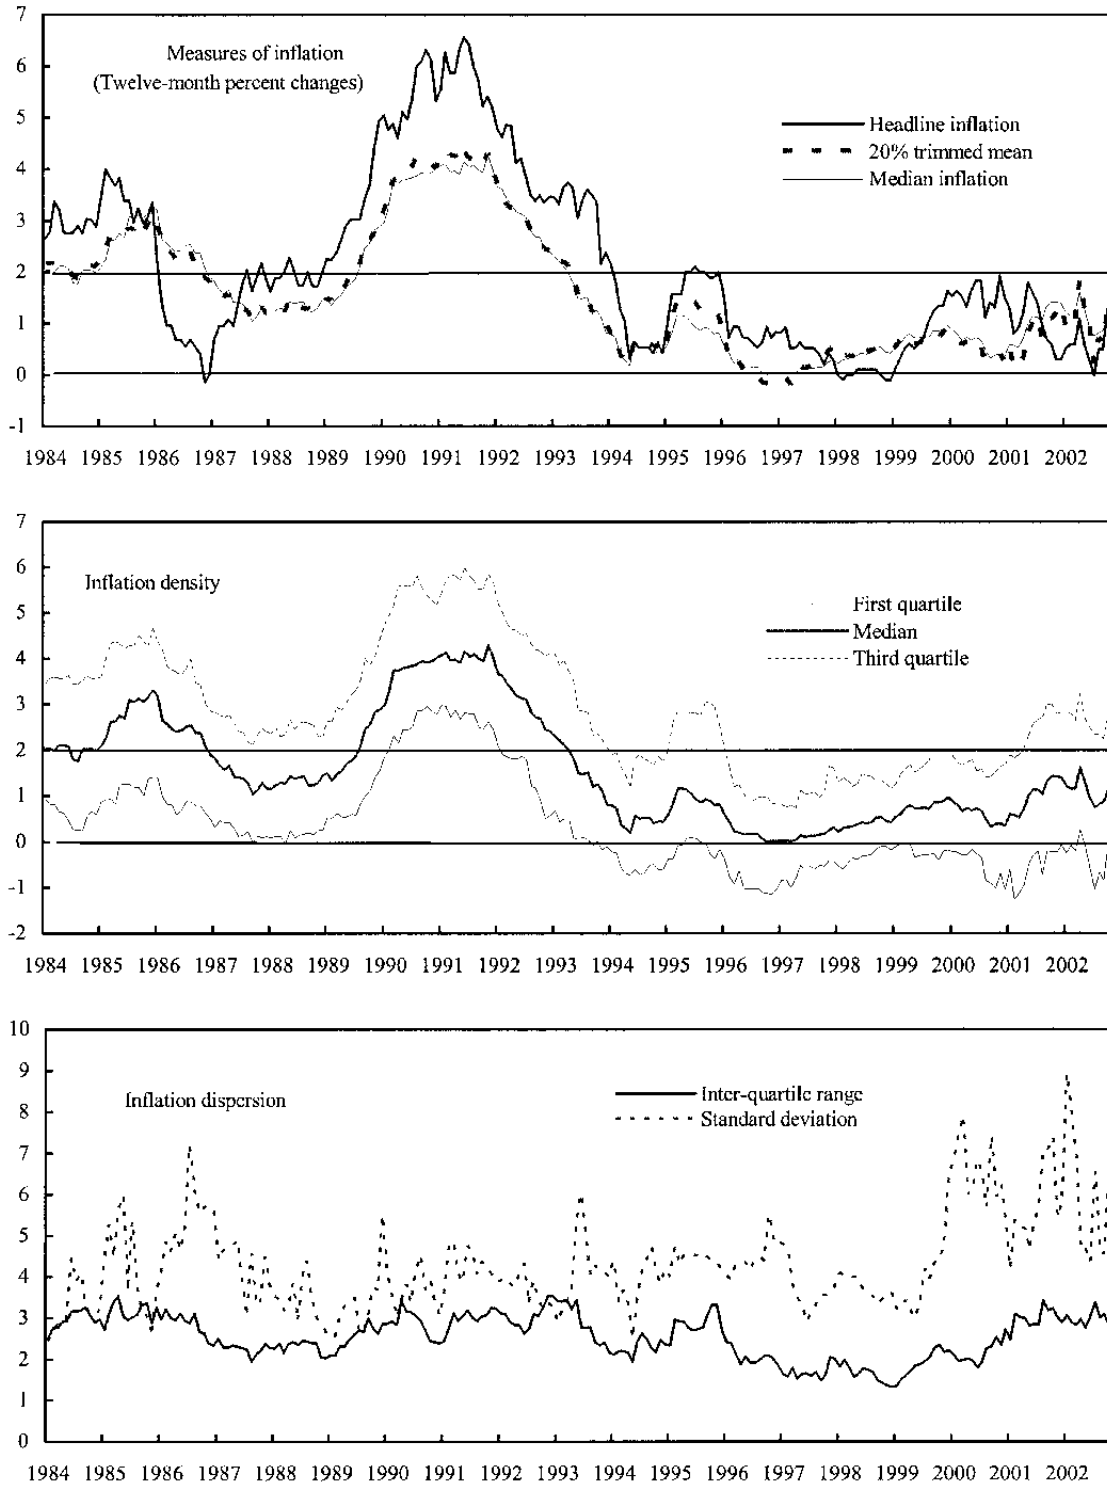 7
Measures of inflation
(Twelve-month percent changes)
6
5
Headline inflation
20% trimmed mean
4
Median inflation
3
2
1
0
-1
1984 1985 1986 1987 1988 1989 1990 1991 1992 1993 1994 1995 1996 1997 1998 1999 2000 2001 2002
7
6
Inflation density
First quartile
5
Median
4
Third quartile
3
2
1
0
-1
-2
1984 1985 1986 1987 1988 1989 1990 1991 1992 1993 1994 1995 1996 1997 1998 1999 2000 2001 2002
10
9
Inflation dispersion
Inter-quartile range
8
Standard deviation
7
6
5
4
3
2
1
0
1984 1985 1986 1987 1988 1989 1990 1991 1992 1993 1994 1995 1996 1997 1998 1999 2000 2001 2002